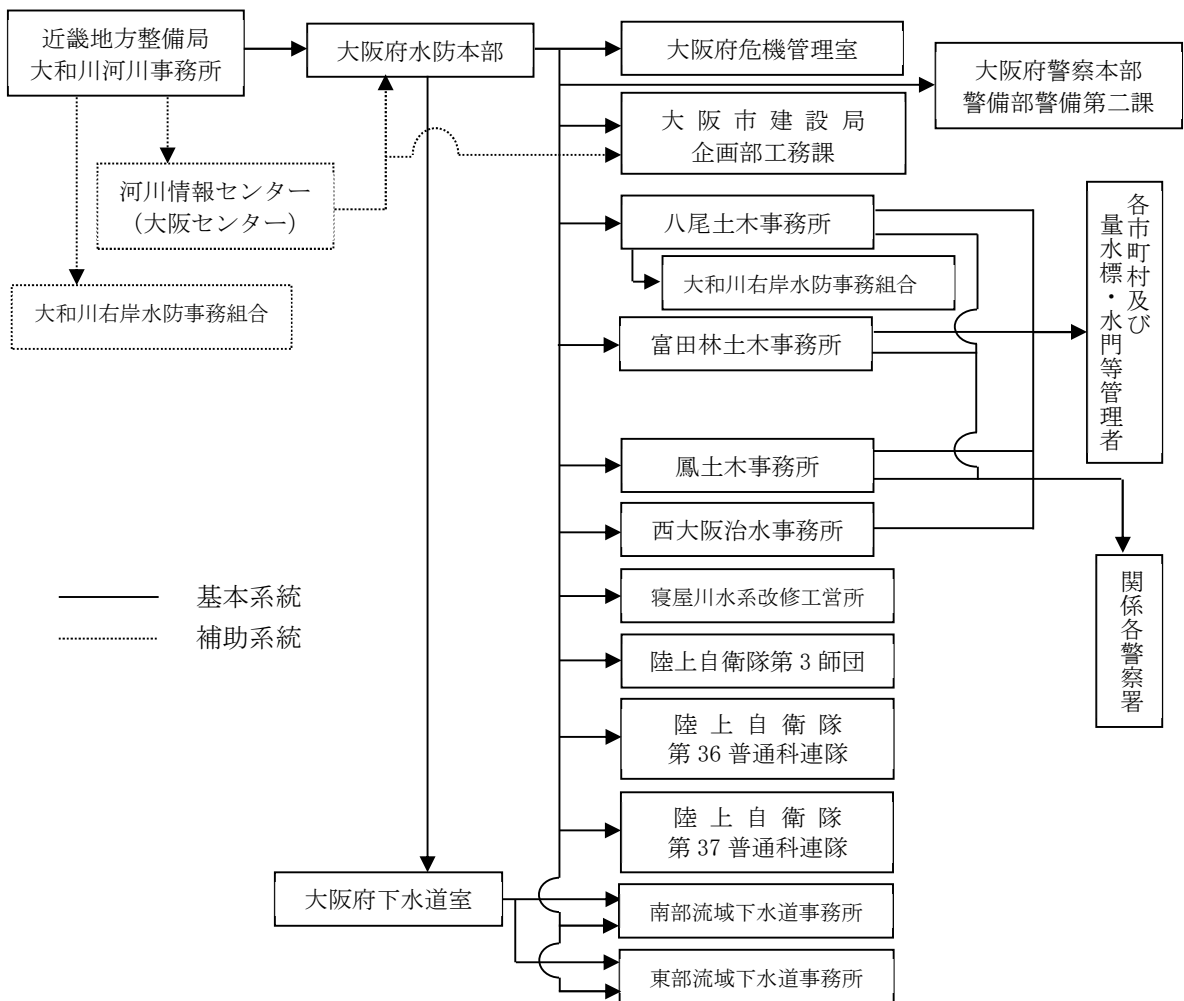 近畿地方整備局
大和川河川事務所
大阪府水防本部
大阪府危機管理室
大阪府警察本部
警備部警備第二課
大阪市建設局
企画部工務課
河川情報センター
（大阪センター）
八尾土木事務所
各市町村及び
量水標・水門等管理者
大和川右岸水防事務組合
大和川右岸水防事務組合
富田林土木事務所
鳳土木事務所
西大阪治水事務所
関係各警察署
基本系統
補助系統
寝屋川水系改修工営所
陸上自衛隊第3師団
陸上自衛隊
第36普通科連隊
陸上自衛隊
第37普通科連隊
大阪府下水道室
南部流域下水道事務所
東部流域下水道事務所